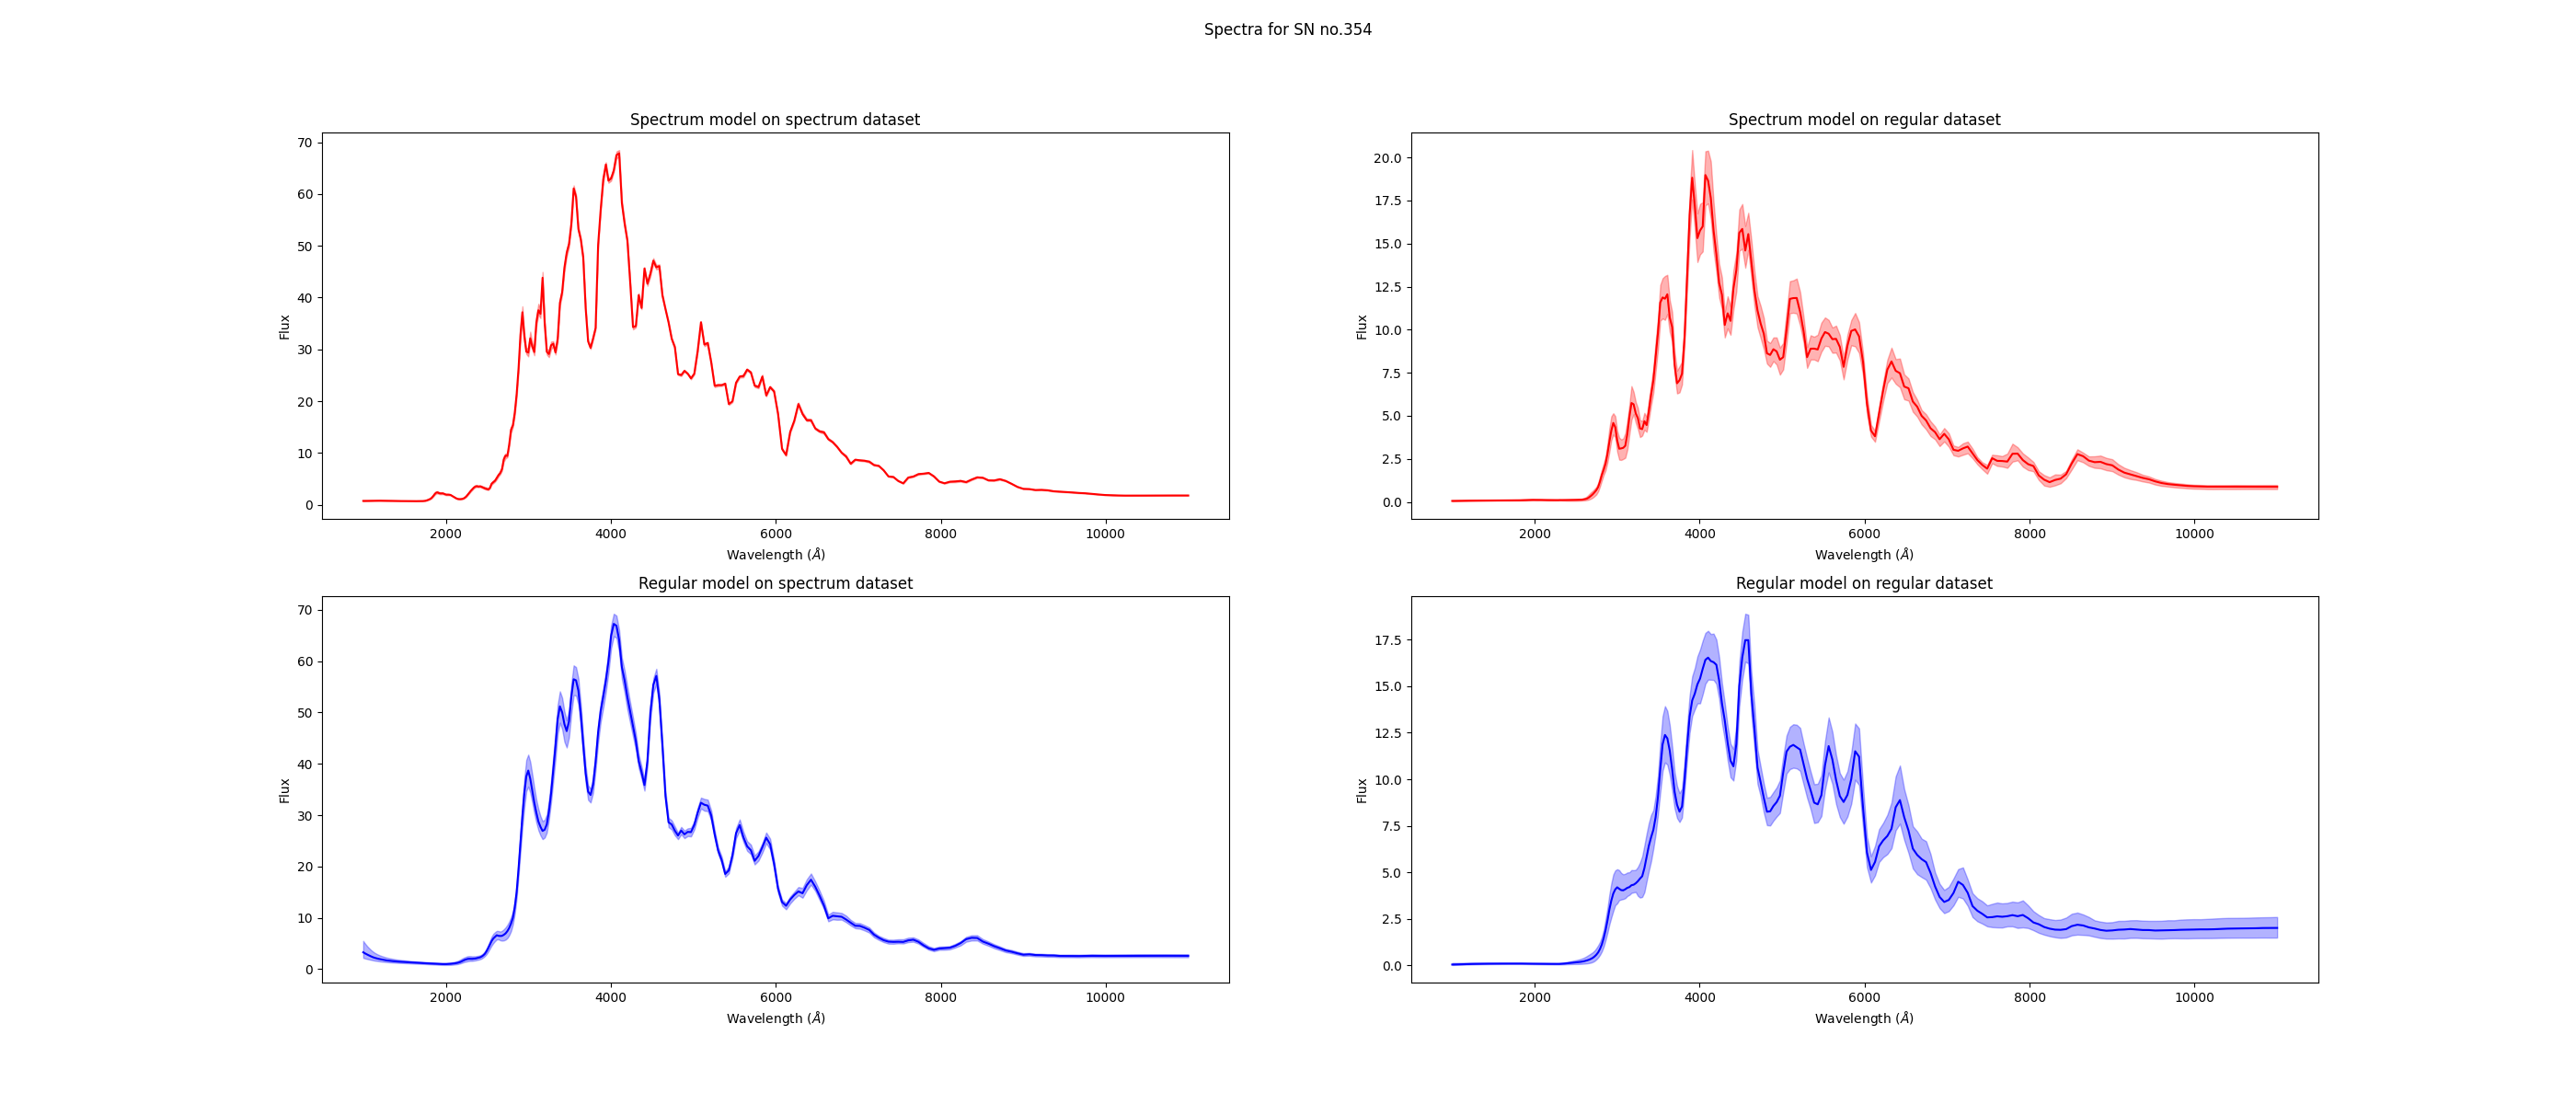 Spectra for SN no.354
Spectrum model on spectrum dataset
70
60
50
40
30
20
10
0
Flux
2000 4000 6000 8000 10000
Wavelength (Å)
Spectrum model on regular dataset
20.0
17.5
15.0
12.5
10.0
7.5
5.0
2.5
0.0
Flux
2000 4000 6000 8000 10000
Wavelength (Å)
Regular model on spectrum dataset
70
60
50
40
30
20
10
0
Flux
2000 4000 6000 8000 10000
Wavelength (Å)
Regular model on regular dataset
17.5
15.0
12.5
10.0
7.5
5.0
2.5
0.0
Flux
2000 4000 6000 8000 10000
Wavelength (Å)